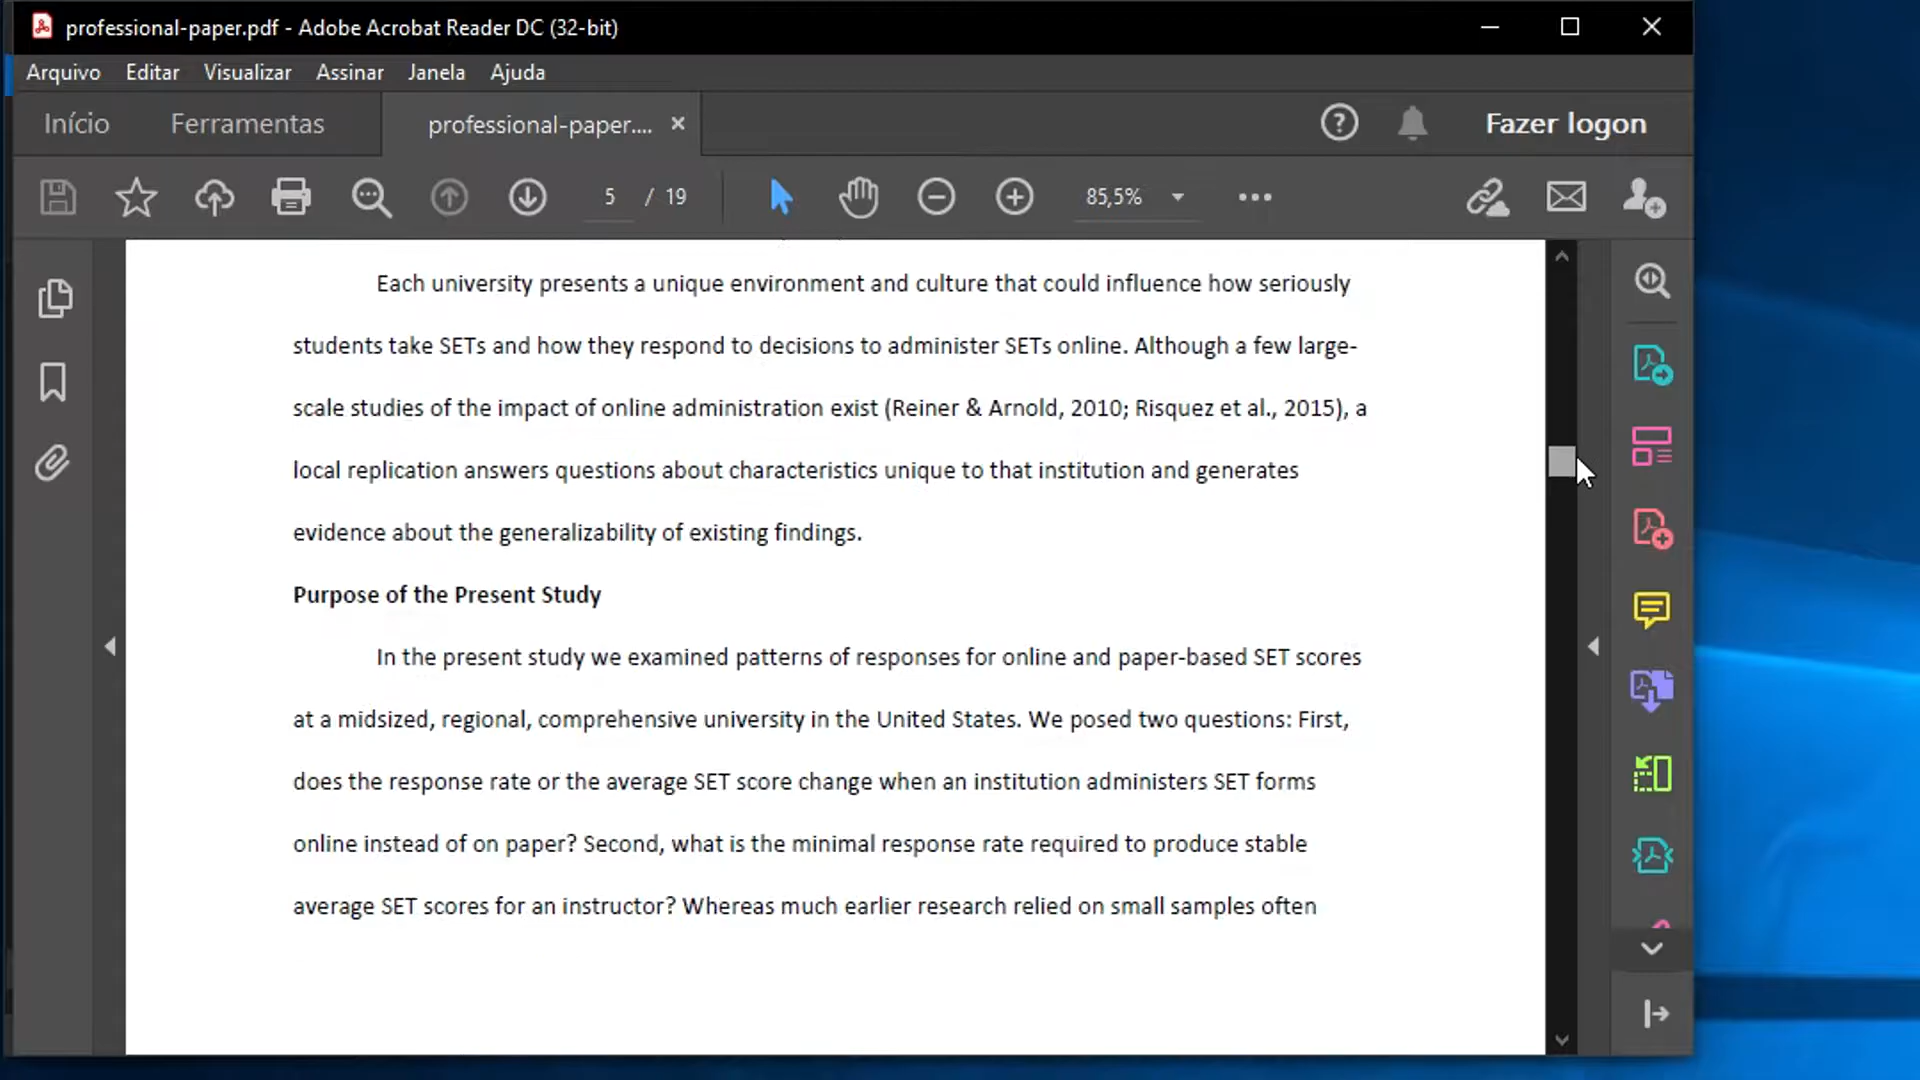 professional-paper.pdf - Adobe Acrobat Reader DC (32-bit)
Arquivo Editar Visualizar Assinar Janela Ajuda
Início Ferramentas professional-paper.... Fazer logon
5 / 19 85,5%
Each university presents a unique environment and culture that could influence how seriously
students take SETs and how they respond to decisions to administer SETs online. Although a few large-
scale studies of the impact of online administration exist (Reiner & Arnold, 2010; Risquez et al., 2015), a
local replication answers questions about characteristics unique to that institution and generates
evidence about the generalizability of existing findings.
Purpose of the Present Study
In the present study we examined patterns of responses for online and paper-based SET scores
at a midsized, regional, comprehensive university in the United States. We posed two questions: First,
does the response rate or the average SET score change when an institution administers SET forms
online instead of on paper? Second, what is the minimal response rate required to produce stable
average SET scores for an instructor? Whereas much earlier research relied on small samples often